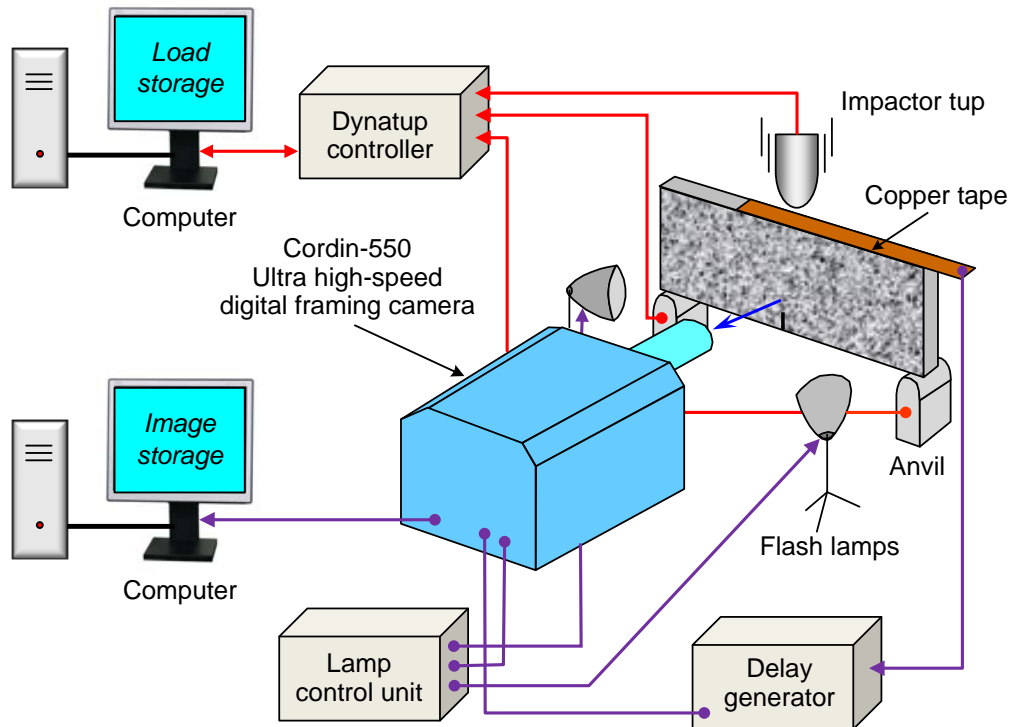 Load
storage
Computer
Dynatup
controller
Impactor tup
Copper tape
Cordin-550
Ultra high-speed
digital framing camera
Image
storage
Computer
Anvil
Flash lamps
Lamp
control unit
Delay
generator